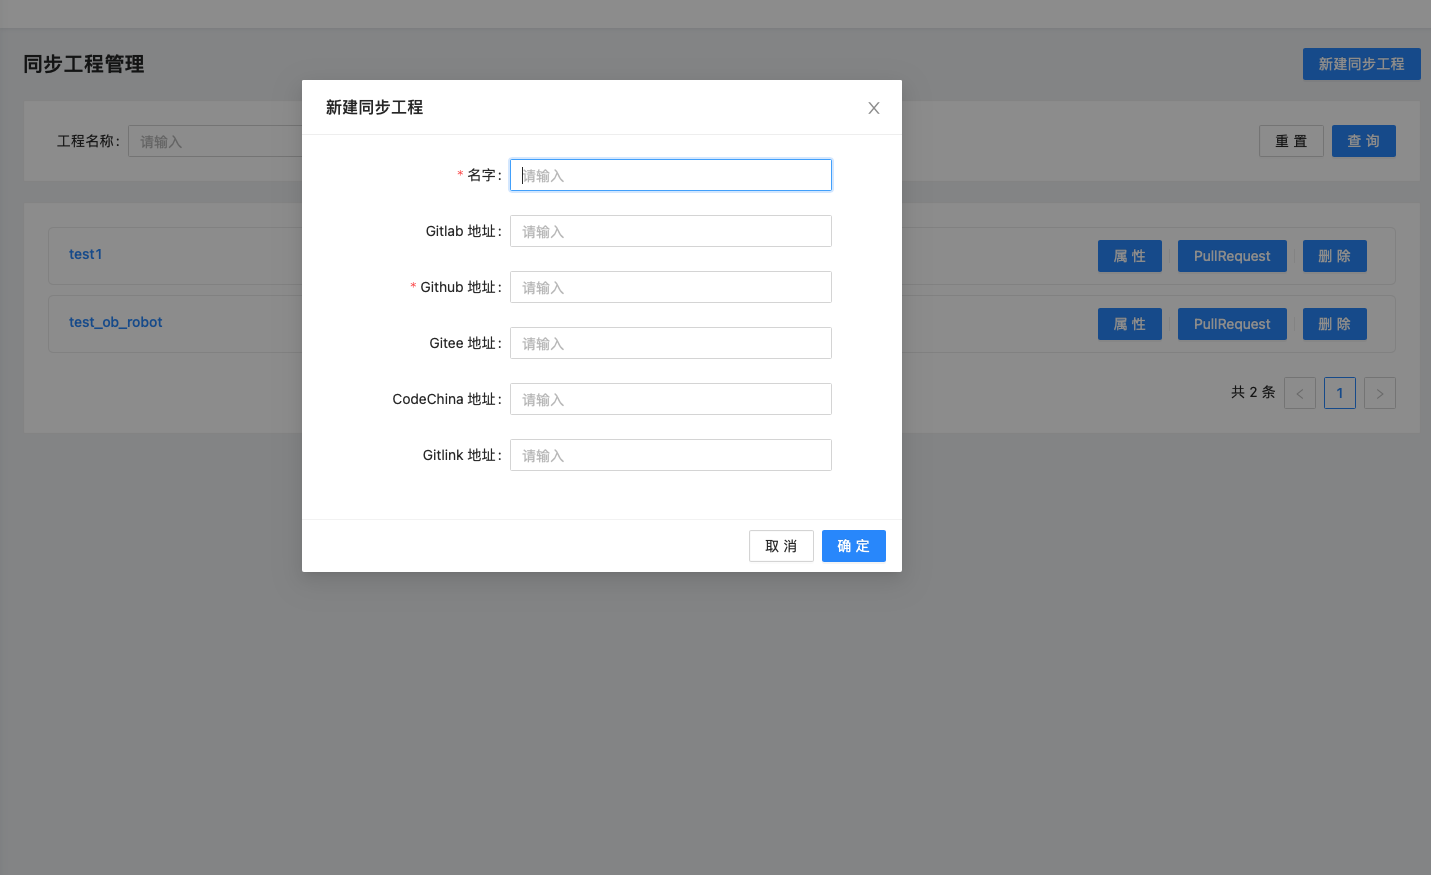 同步工程管理
新建同步工程
工程名称:
请输入
重 置
查 询
test1
属 性
PullRequest
删 除
test_ob_robot
属 性
PullRequest
删 除
共 2 条
<
1
>
新建同步工程
* 名字:
请输入
Gitlab 地址:
请输入
* Github 地址:
请输入
Gitee 地址:
请输入
CodeChina 地址:
请输入
Gitlink 地址:
请输入
取 消
确 定